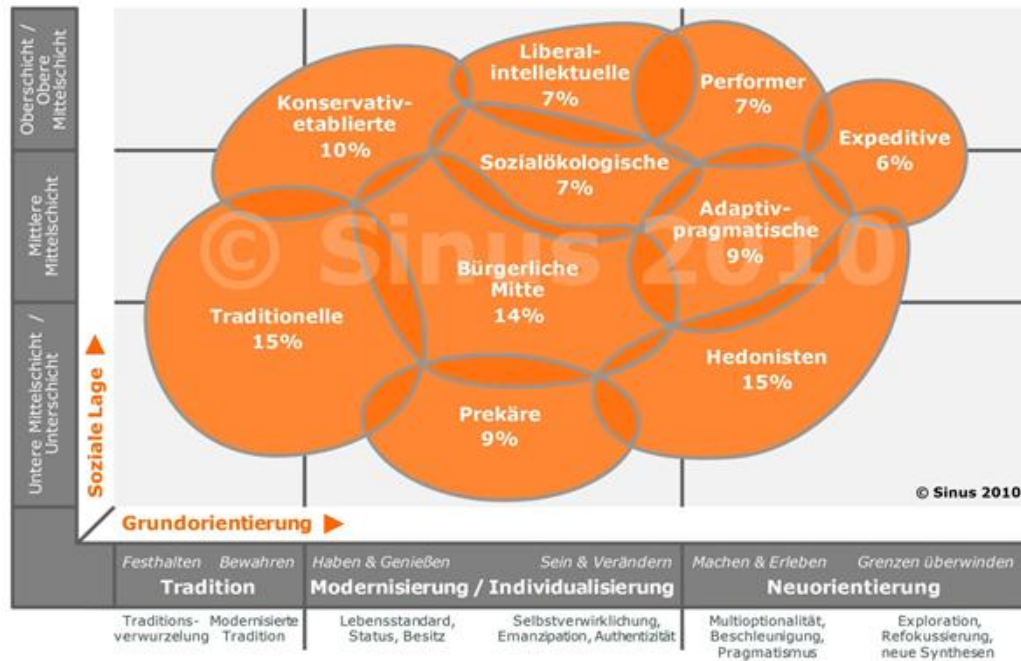 Oberschicht /
Obere
Mittelschicht
Mittlere
Mittelschicht
Untere Mittelschicht /
Unterschicht
Soziale Lage ▶
Liberal-
intellektuelle
7%
Performer
7%
Konservativ-
etablierte
10%
Expeditive
6%
Sozialökologische
7%
Adaptiv-
pragmatische
9%
© Sinus 2010
Bürgerliche
Mitte
14%
Traditionelle
15%
Hedonisten
15%
Prekäre
9%
© Sinus 2010
Grundorientierung ▶
Festhalten Bewahren
Tradition
Traditions-
verwurzelung
Modernisierte
Tradition
Haben & Genießen Sein & Verändern
Modernisierung / Individualisierung
Lebensstandard,
Status, Besitz
Selbstverwirklichung,
Emanzipation, Authentizität
Machen & Erleben Grenzen überwinden
Neuorientierung
Multioptionalität,
Beschleunigung,
Pragmatismus
Exploration,
Refokussierung,
neue Synthesen